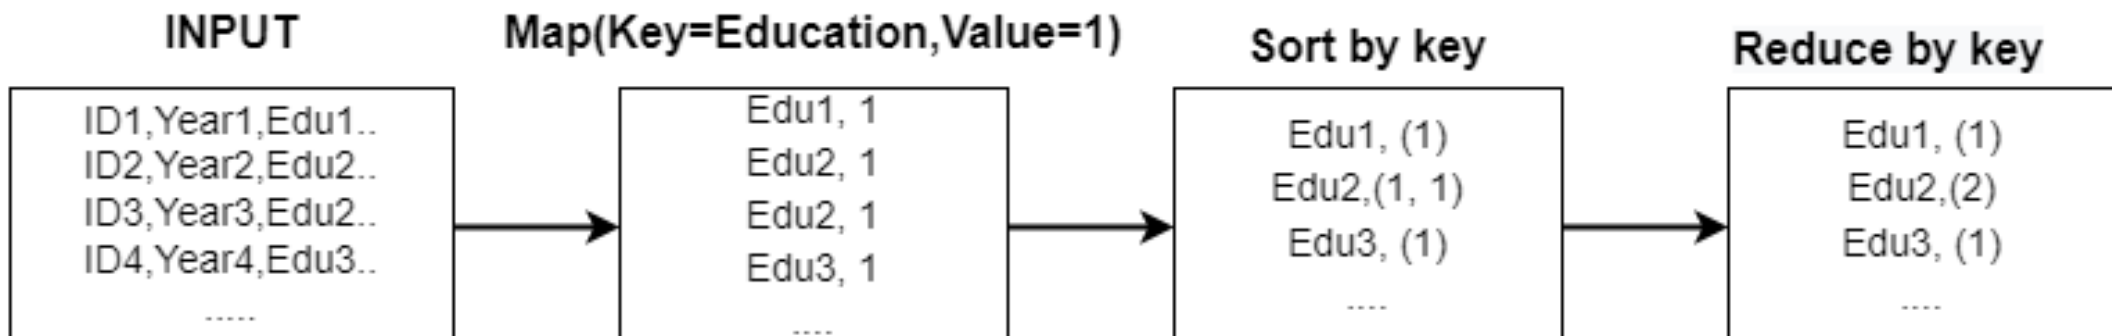 INPUT
ID1,Year1,Edu1..
ID2,Year2,Edu2..
ID3,Year3,Edu2..
ID4,Year4,Edu3..
.....
Map(Key=Education,Value=1)
Edu1, 1
Edu2, 1
Edu2, 1
Edu3, 1
....
Sort by key
Edu1, (1)
Edu2,(1, 1)
Edu3, (1)
....
Reduce by key
Edu1, (1)
Edu2,(2)
Edu3, (1)
....